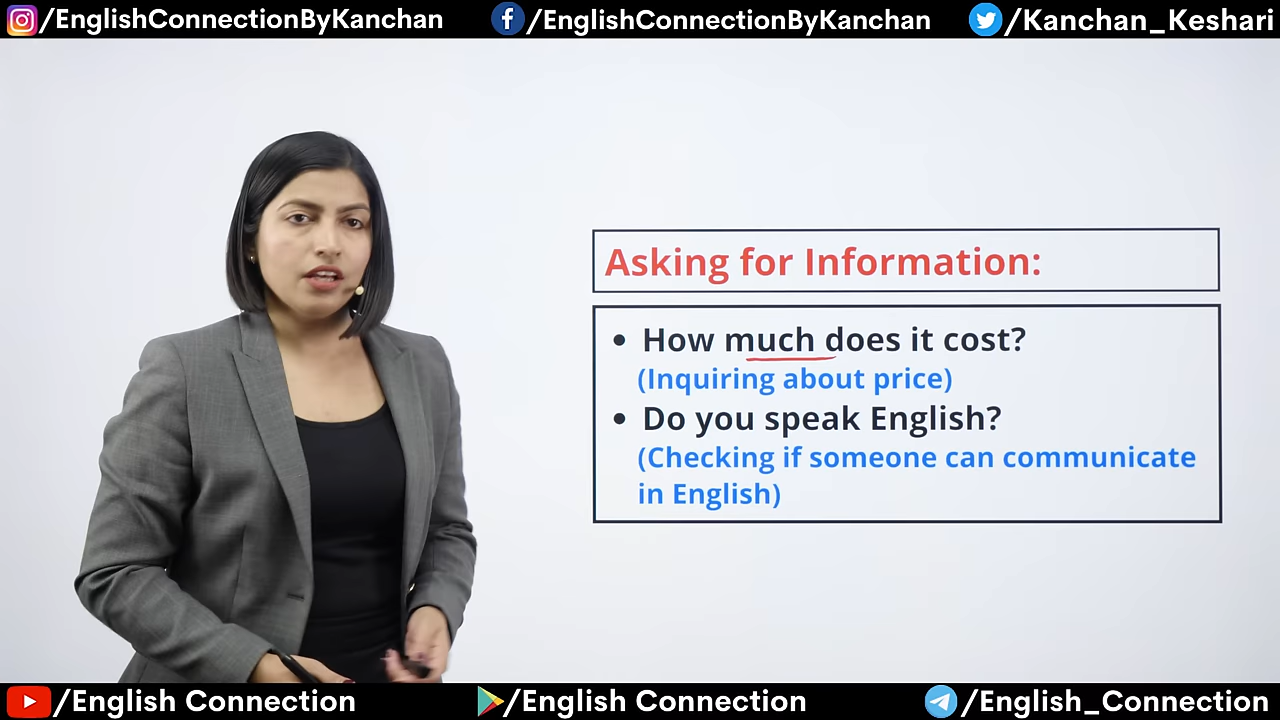 /EnglishConnectionByKanchan /EnglishConnectionByKanchan /Kanchan_Keshari
Asking for Information:
• How much does it cost?
(Inquiring about price)
• Do you speak English?
(Checking if someone can communicate
in English)
/English Connection /English Connection /English_Connection